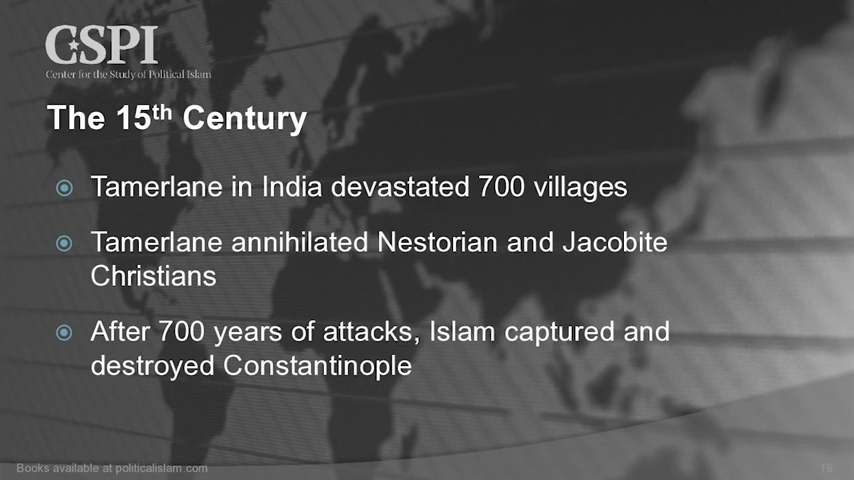 CSPI
Center for the Study of Political Islam
The 15th Century
Tamerlane in India devastated 700 villages
Tamerlane annihilated Nestorian and Jacobite
Christians
After 700 years of attacks, Islam captured and
destroyed Constantinople
Books available at politicalislam.com
19